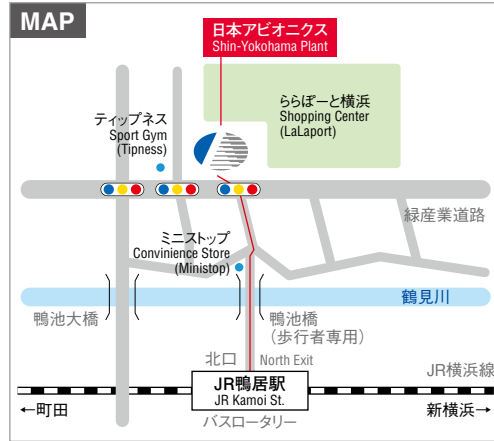 MAP
日本アビオニクス
Shin-Yokohama Plant
ららぽーと横浜
Shopping Center
(LaLaport)
ティップネス
Sport Gym
(Tipness)
緑産業道路
ミニストップ
Convinience Store
(Ministop)
鶴見川
鴨池大橋
鴨池橋
(歩行者専用)
北口 North Exit
JR横浜線
JR鴨居駅
JR Kamoi St.
←町田
新横浜→
バスロータリー